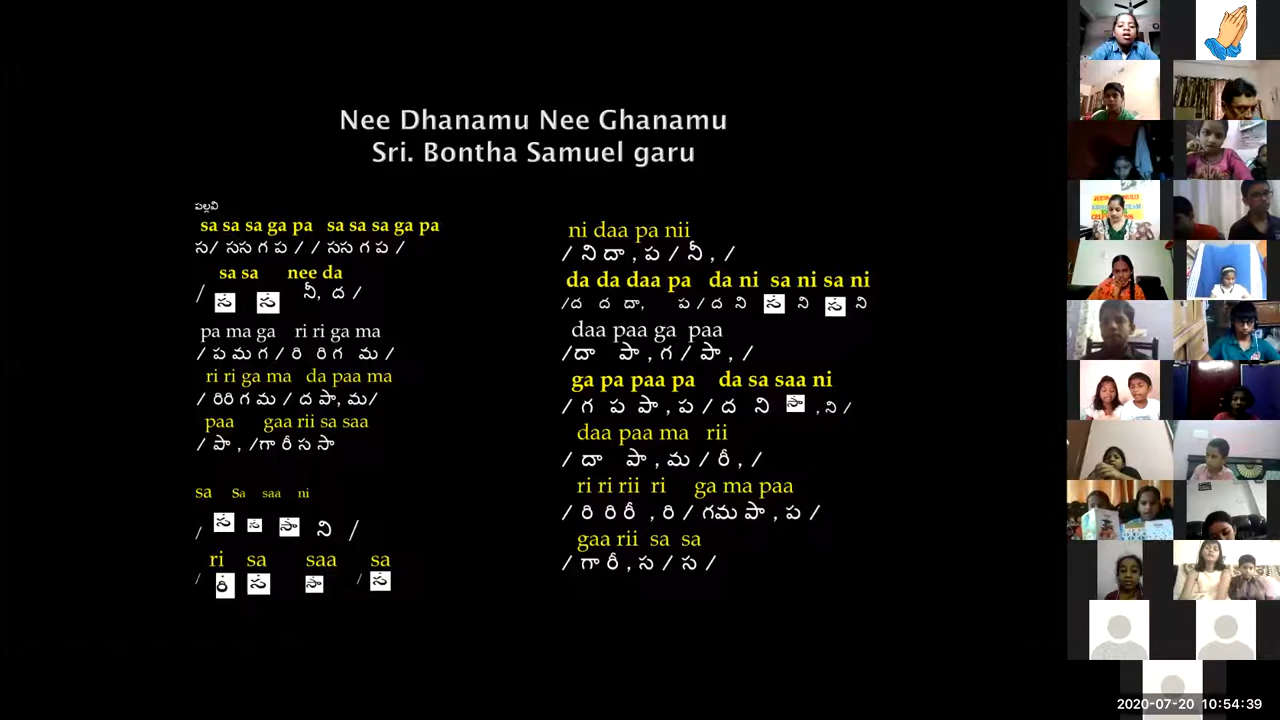 Nee Dhanamu Nee Ghanamu
Sri. Bontha Samuel garu
పల్లవి
sa sa sa ga pa sa sa sa ga pa
స/ సస గ ప / / సస గ ప /
sa sa nee da
/ స స నీ, ద /
pa ma ga ri ri ga ma
/ ప మ గ / రి రి గ మ /
ri ri ga ma da paa ma
/ రిరి గ మ / ద పా, మ/
paa gaa rii sa saa
/ పా , /గా రీ స సా
sa sa saa ni
/ స స సా ని /
ri sa saa sa
/ రి స సా / స
ni daa pa nii
/ ని దా , ప / నీ , /
da da daa pa da ni sa ni sa ni
/ద ద దా, ప / ద ని స ని స ని
daa paa ga paa
/దా పా , గ / పా , /
ga pa paa pa da sa saa ni
/ గ ప పా , ప / ద ని సా , ని /
daa paa ma rii
/ దా పా , మ / రీ , /
ri ri rii ri ga ma paa
/ రి రి రీ , రి / గమ పా , ప /
gaa rii sa sa
/ గా రీ , స / స /
2020-07-20 10:54:39